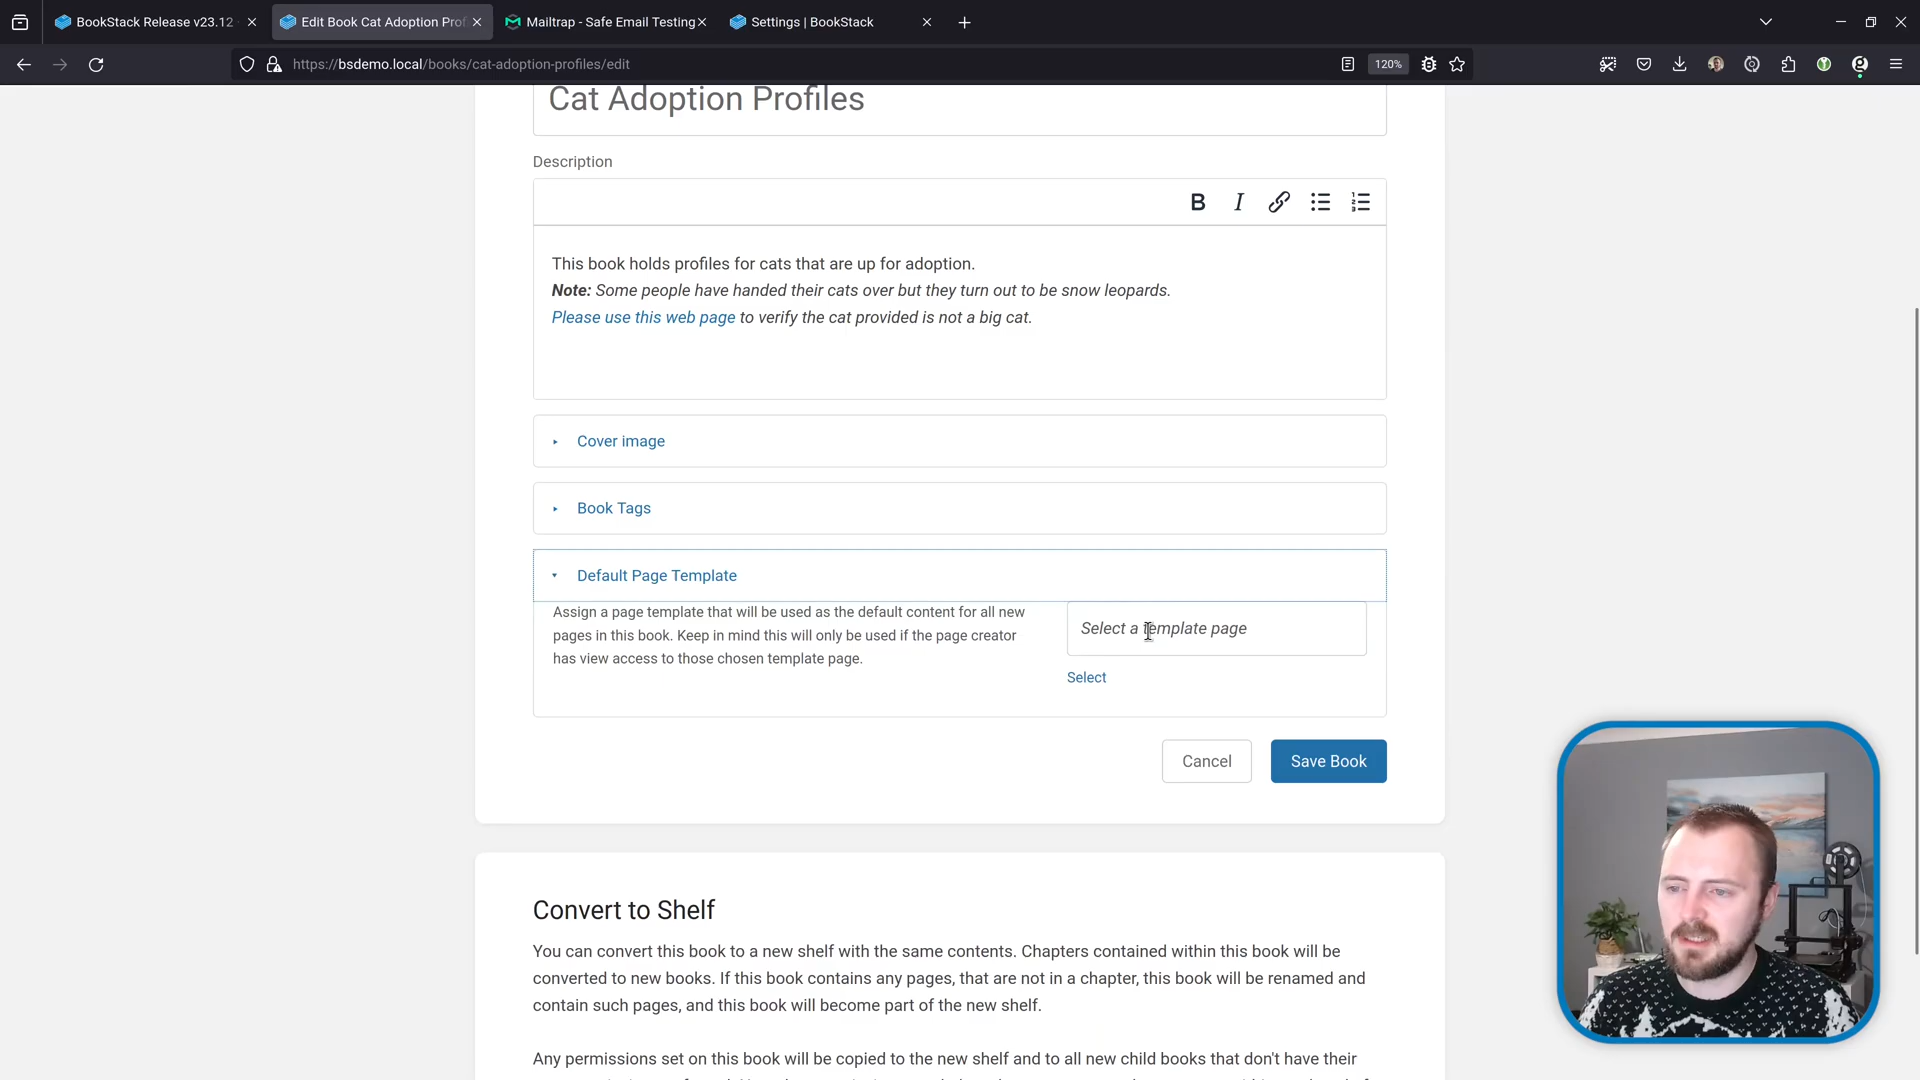 BookStack Release v23.12
Edit Book Cat Adoption Prof
Mailtrap - Safe Email Testing
Settings | BookStack
https://bsdemo.local/books/cat-adoption-profiles/edit
120%
Cat Adoption Profiles
Description
B I
This book holds profiles for cats that are up for adoption.
Note: Some people have handed their cats over but they turn out to be snow leopards.
Please use this web page to verify the cat provided is not a big cat.
Cover image
Book Tags
Default Page Template
Assign a page template that will be used as the default content for all new
pages in this book. Keep in mind this will only be used if the page creator
has view access to those chosen template page.
Select a template page
Select
Cancel
Save Book
Convert to Shelf
You can convert this book to a new shelf with the same contents. Chapters contained within this book will be
converted to new books. If this book contains any pages, that are not in a chapter, this book will be renamed and
contain such pages, and this book will become part of the new shelf.
Any permissions set on this book will be copied to the new shelf and to all new child books that don't have their